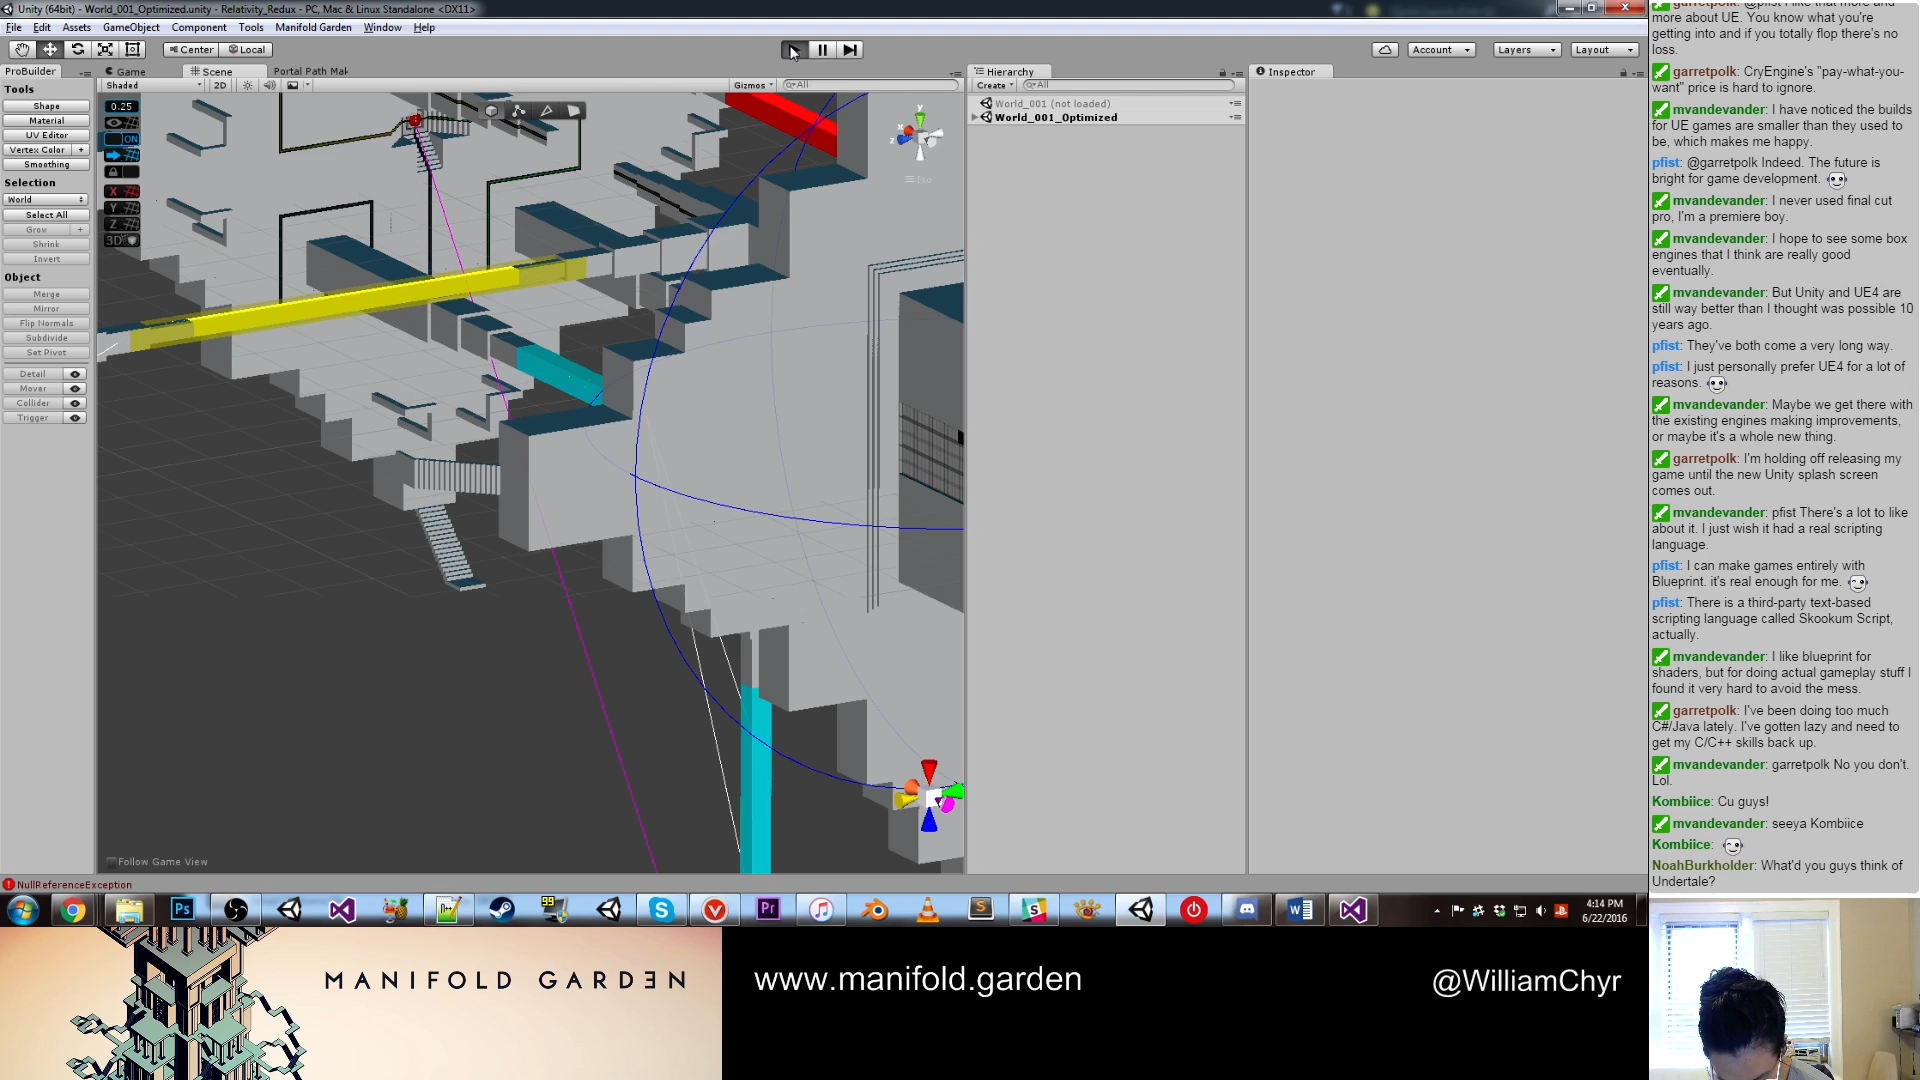 Unity (64bit) - World_001_Optimized.unity - Relativity_Redux - PC, Mac & Linux Standalone <DX11>
File Edit Assets GameObject Component Tools Manifold Garden Window Help
Center Local
Account Layers Layout
ProBuilder
Game Scene Portal Path Mak
Shaded 2D Gizmos All
Tools
Shape
Material
UV Editor
Vertex Color +
Smoothing
Selection
World
Select All
Grow +
Shrink
Invert
Object
Merge
Mirror
Flip Normals
Subdivide
Set Pivot
Detail
Mover
Collider
Trigger
0.25
ON
X
Y
Z
3D
y
x
z
Iso
Follow Game View
Hierarchy
Create All
World_001 (not loaded)
World_001_Optimized
Inspector
NullReferenceException
garretpolk: @pfist I like that more and
more about UE. You know what you're
getting into and if you totally flop there's no
loss.
garretpolk: CryEngine's "pay-what-you-
want" price is hard to ignore.
mvandevander: I have noticed the builds
for UE games are smaller than they used to
be, which makes me happy.
pfist: @garretpolk Indeed. The future is
bright for game development.
mvandevander: I never used final cut
pro, I'm a premiere boy.
mvandevander: I hope to see some box
engines that I think are really good
eventually.
mvandevander: But Unity and UE4 are
still way better than I thought was possible 10
years ago.
pfist: They've both come a very long way.
pfist: I just personally prefer UE4 for a lot of
reasons.
mvandevander: Maybe we get there with
the existing engines making improvements,
or maybe it's a whole new thing.
garretpolk: I'm holding off releasing my
game until the new Unity splash screen
comes out.
mvandevander: pfist There's a lot to like
about it. I just wish it had a real scripting
language.
pfist: I can make games entirely with
Blueprint. it's real enough for me.
pfist: There is a third-party text-based
scripting language called Skookum Script,
actually.
mvandevander: I like blueprint for
shaders, but for doing actual gameplay stuff I
found it very hard to avoid the mess.
garretpolk: I've been doing too much
C#/Java lately. I've gotten lazy and need to
get my C/C++ skills back up.
mvandevander: garretpolk No you don't.
Lol.
Kombiice: Cu guys!
mvandevander: seeya Kombiice
Kombiice:
NoahBurkholder: What'd you guys think of
Undertale?
Ps
99
Pr
4:14 PM
6/22/2016
MANIFOLD GARDƎN
www.manifold.garden
@WilliamChyr